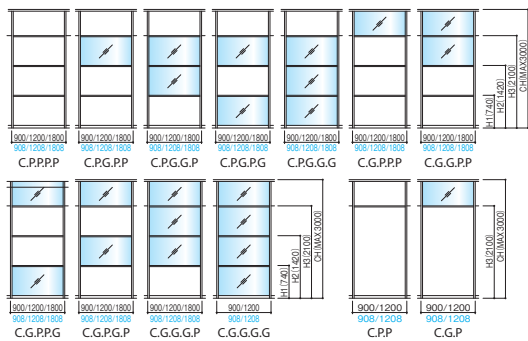 H1(740)
H2(1420)
H3(2100)
CH(MAX3000)
900/1200/1800 900/1200/1800 900/1200/1800 900/1200/1800 900/1200/1800 900/1200/1800 900/1200/1800
908/1208/1808 908/1208/1808 908/1208/1808 908/1208/1808 908/1208/1808 908/1208/1808 908/1208/1808
C.P.P.P.P C.P.G.P.P C.P.G.G.P C.P.G.P.G C.P.G.G.G C.G.P.P.P C.G.G.P.P
H1(740)
H2(1420)
H3(2100)
CH(MAX3000)
H3(2100)
CH(MAX3000)
900/1200/1800 900/1200/1800 900/1200/1800 900/1200 900/1200 900/1200
908/1208/1808 908/1208/1808 908/1208/1808 908/1208 908/1208 908/1208
C.G.P.P.G C.G.P.G.P C.G.G.G.P C.G.G.G.G C.P.P C.G.P